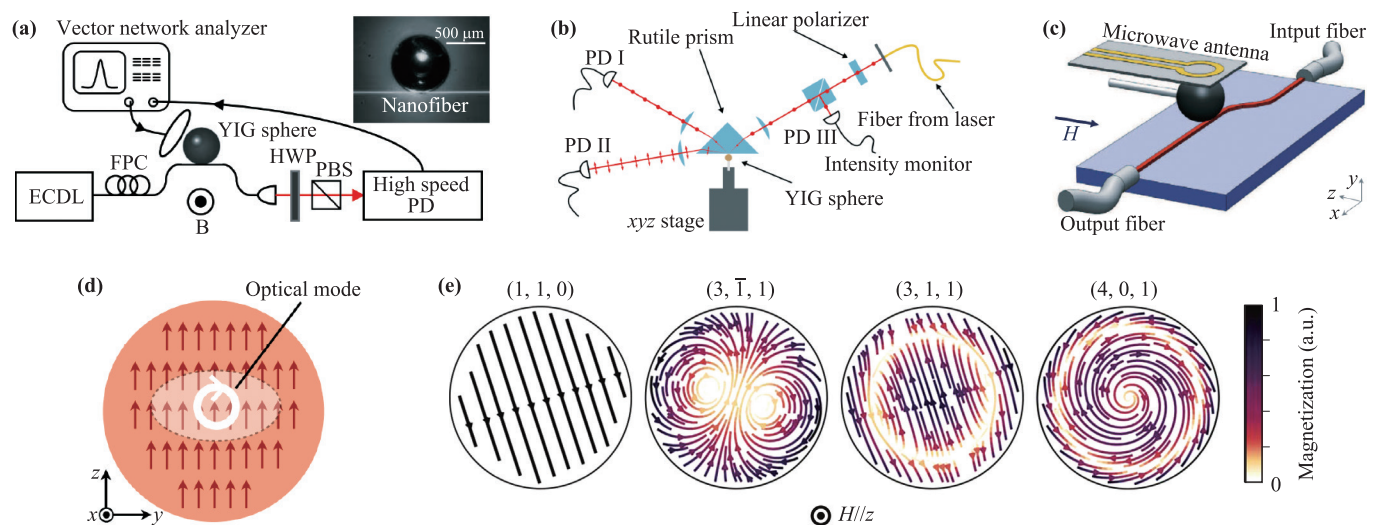 (a)
Vector network analyzer
500 μm
Nanofiber
YIG sphere
FPC
HWP
PBS
ECDL
High speed
PD
B
(b)
Linear polarizer
Rutile prism
PD I
PD II
PD III
Fiber from laser
Intensity monitor
YIG sphere
xyz stage
(c)
Intput fiber
Microwave antenna
H
Output fiber
y
z
x
(d)
Optical mode
z
x
y
(e)
(1, 1, 0)
(3, 1̅, 1)
(3, 1, 1)
(4, 0, 1)
1
0
Magnetization (a.u.)
H//z